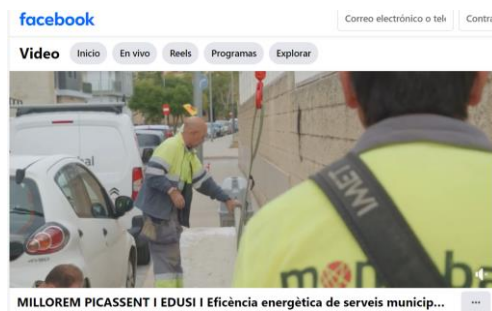 facebook
Correo electrónico o telé
Contra
Video
Inicio
En vivo
Reels
Programas
Explorar
IMET
MILLOREM PICASSENT I EDUSI I Eficència energètica de serveis municip...